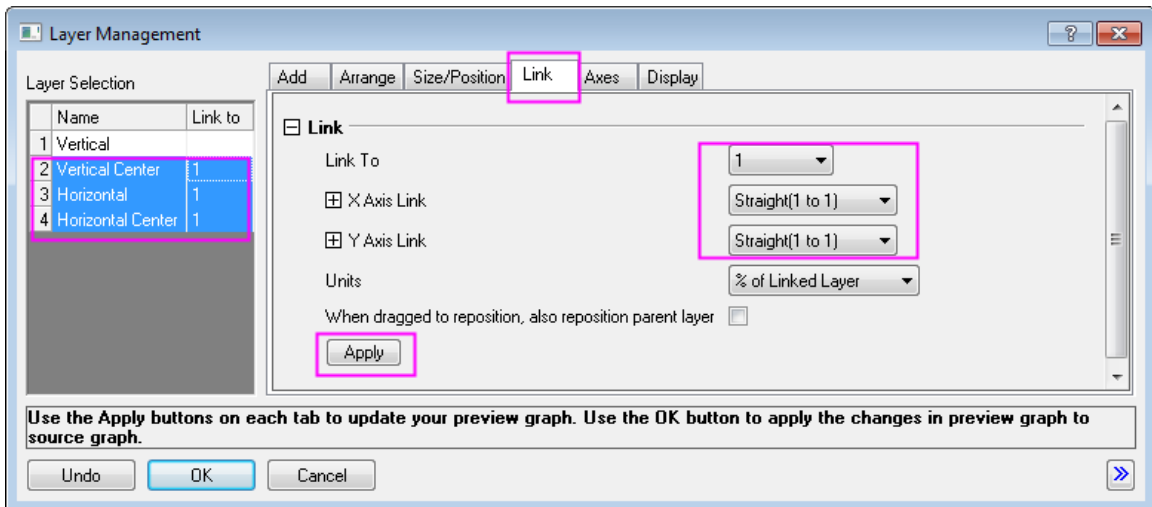 Layer Management
Layer Selection
Name Link to
1 Vertical
2 Vertical Center 1
3 Horizontal 1
4 Horizontal Center 1
Add Arrange Size/Position Link Axes Display
Link
Link To 1
X Axis Link Straight(1 to 1)
Y Axis Link Straight(1 to 1)
Units % of Linked Layer
When dragged to reposition, also reposition parent layer
Apply
Use the Apply buttons on each tab to update your preview graph. Use the OK button to apply the changes in preview graph to
source graph.
Undo OK Cancel